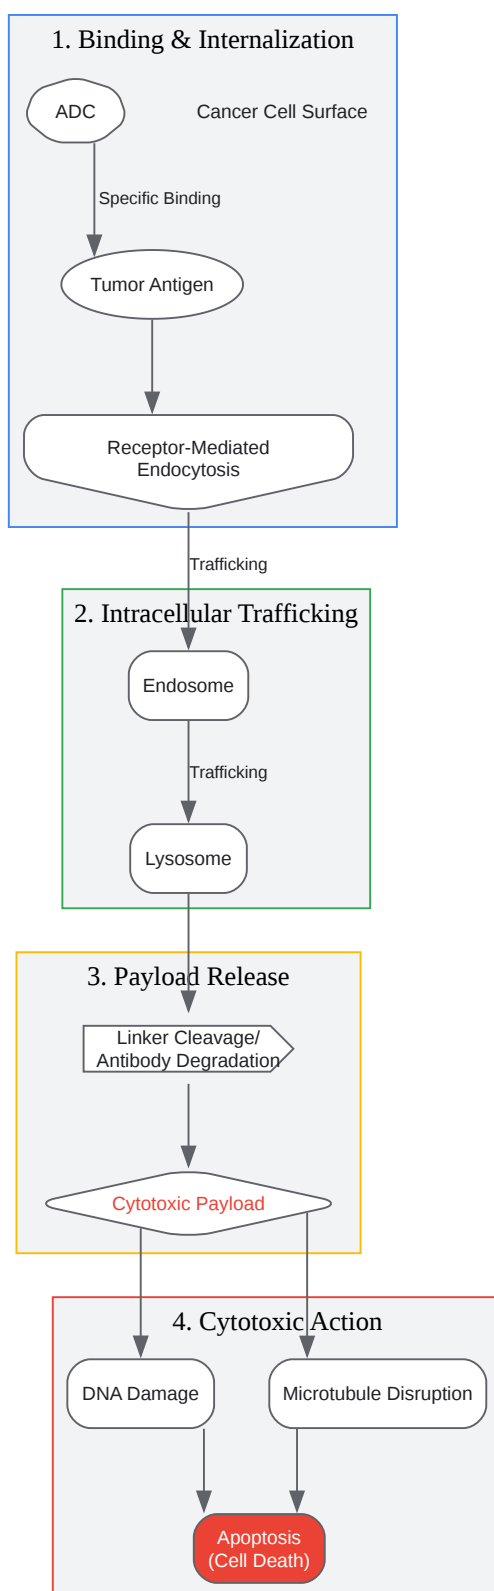 1. Binding & Internalization
ADC
Cancer Cell Surface
Specific Binding
Tumor Antigen
Receptor-Mediated
Endocytosis
Trafficking
2. Intracellular Trafficking
Endosome
Trafficking
Lysosome
3. Payload Release
Linker Cleavage/
Antibody Degradation
Cytotoxic Payload
4. Cytotoxic Action
DNA Damage
Microtubule Disruption
Apoptosis
(Cell Death)